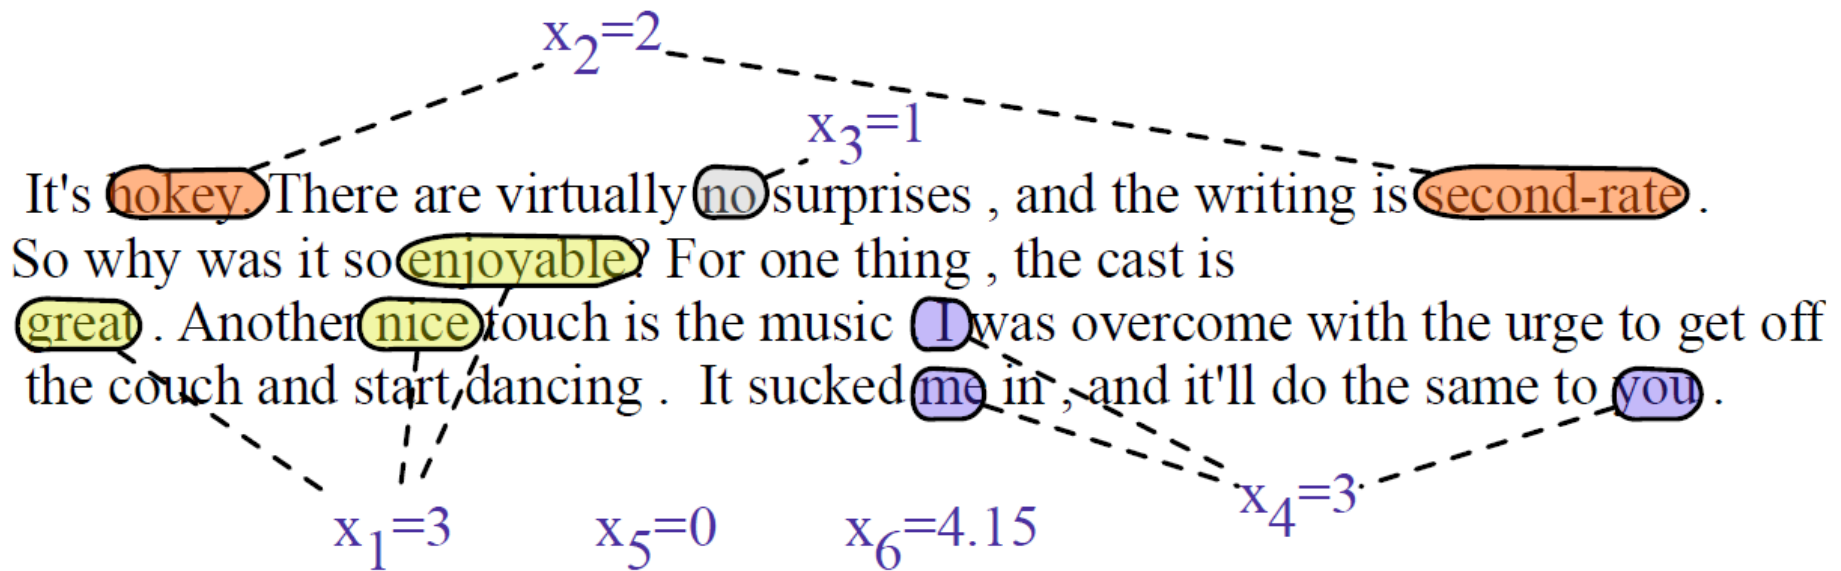 x2=2
x3=1
It's hokey. There are virtually no surprises , and the writing is second-rate .
So why was it so enjoyable? For one thing , the cast is
great . Another nice touch is the music I was overcome with the urge to get off
the couch and start dancing . It sucked me in , and it'll do the same to you .
x1=3 x5=0 x6=4.15 x4=3